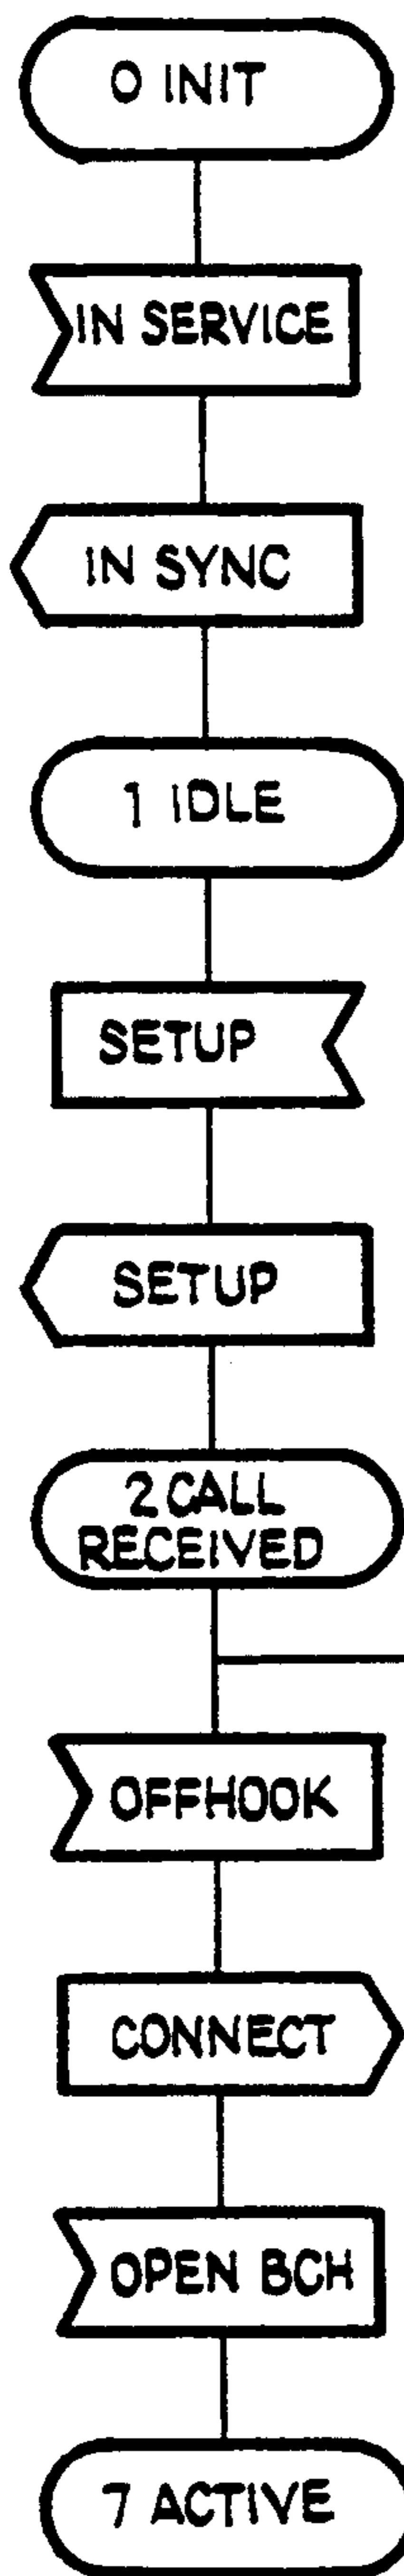 0 INIT
IN SERVICE
IN SYNC
1 IDLE
SETUP
SETUP
2 CALL
RECEIVED
OFFHOOK
CONNECT
OPEN BCH
7 ACTIVE